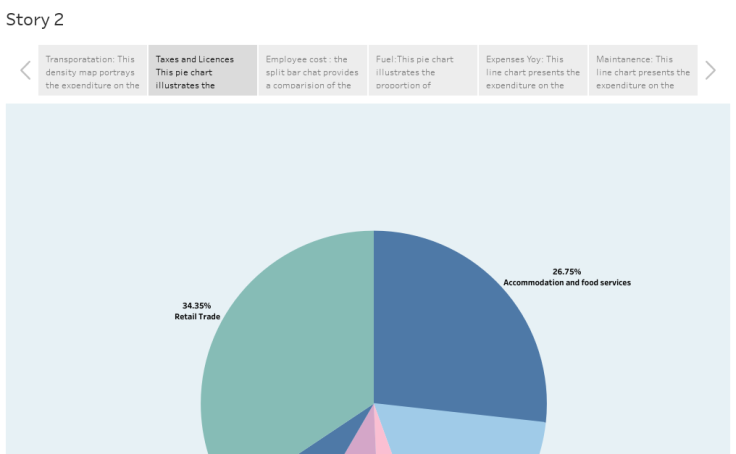 Story 2
Transporatation: This
density map portrays
the expenditure on the
Taxes and Licences
This pie chart
illustrates the
Employee cost : the
split bar chat provides
a comparision of the
Fuel:This pie chart
illustrates the
proportion of
Expenses Yoy: This
line chart presents the
expenditure on the
Maintanence: This
line chart presents the
expenditure on the
26.75%
Accommodation and food services
34.35%
Retail Trade